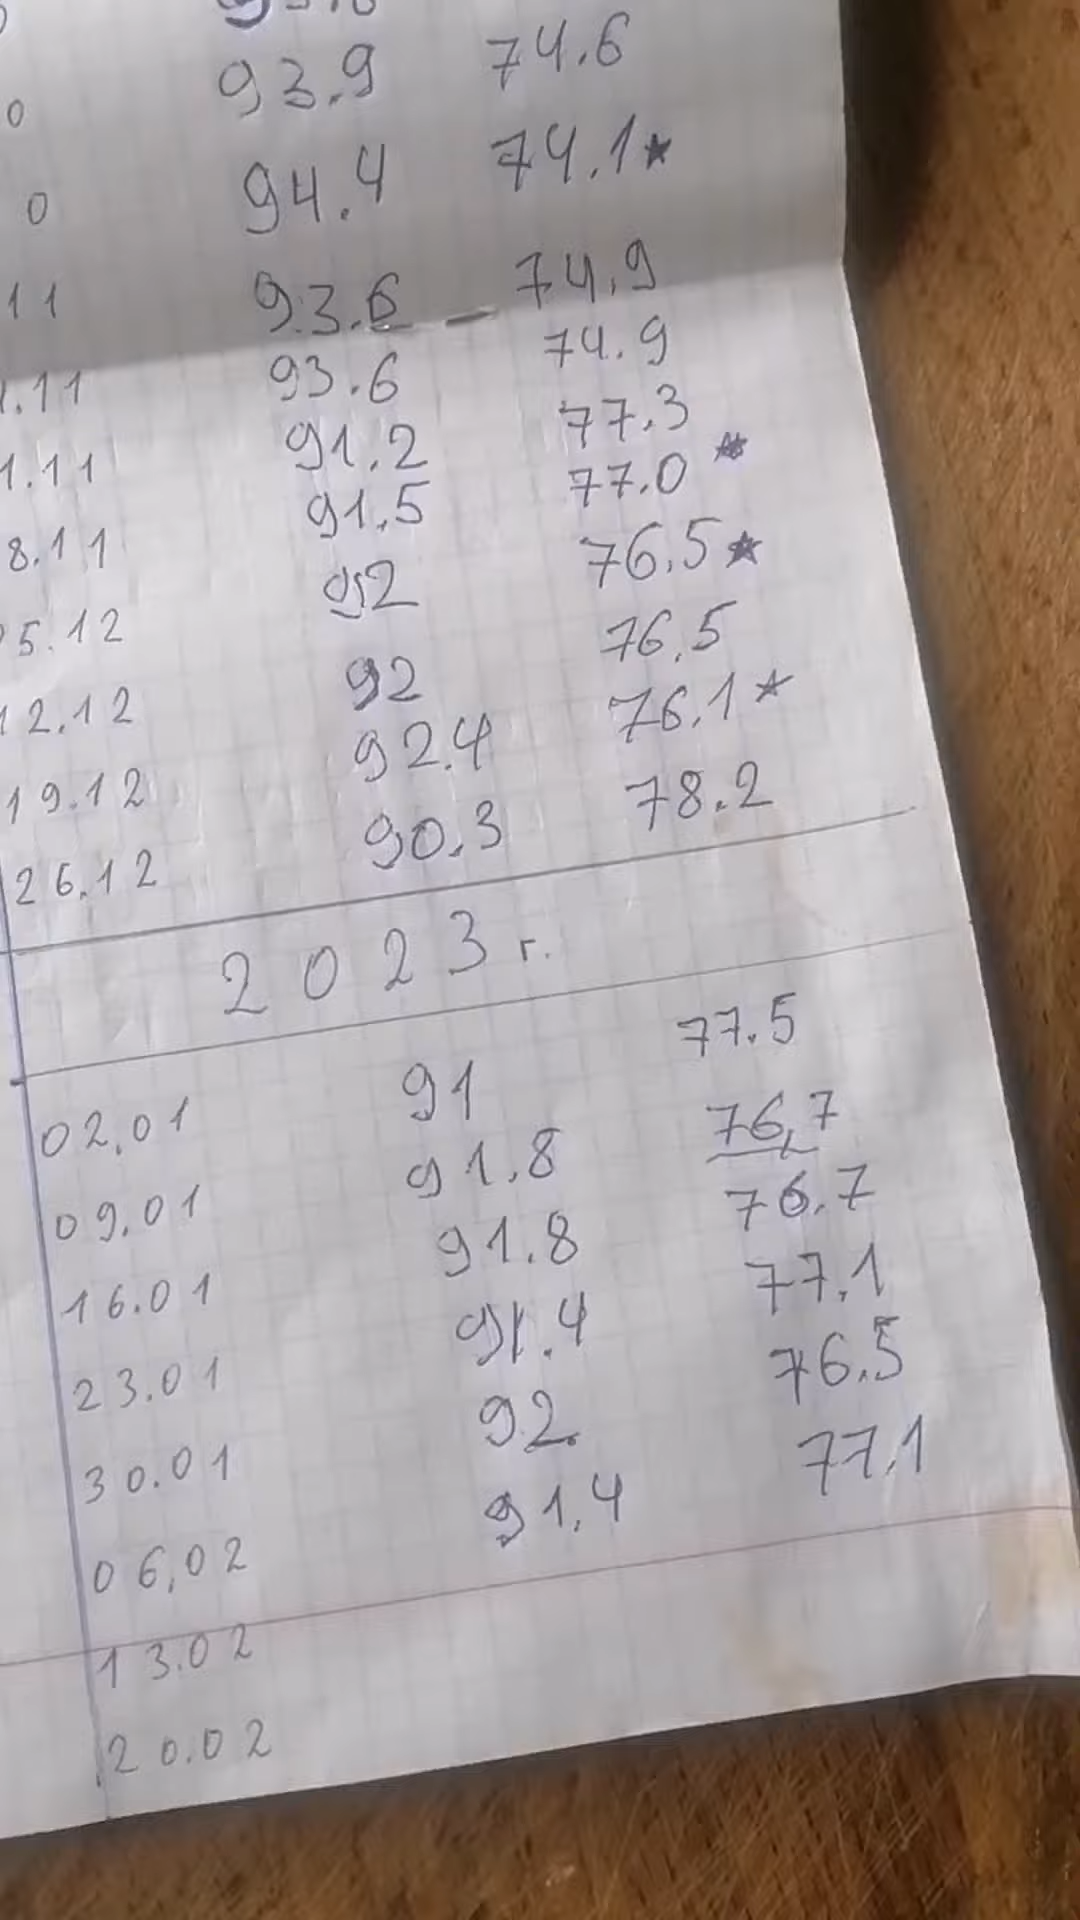 0 93.9 74.6
0 94.4 74.1★
11 93.6 74.9
.11 93.6 74.9
1.11 91.2 77.3
8.11 91.5 77.0★
5.12 92 76.5★
12.12 92 76.5
19.12 92.4 76.1★
26.12 90.3 78.2
2023г.
02.01 91 77.5
09.01 91.8 76,7
16.01 91.8 76.7
23.01 91.4 77.1
30.01 92. 76.5
06,02 91,4 77,1
13.02
20.02